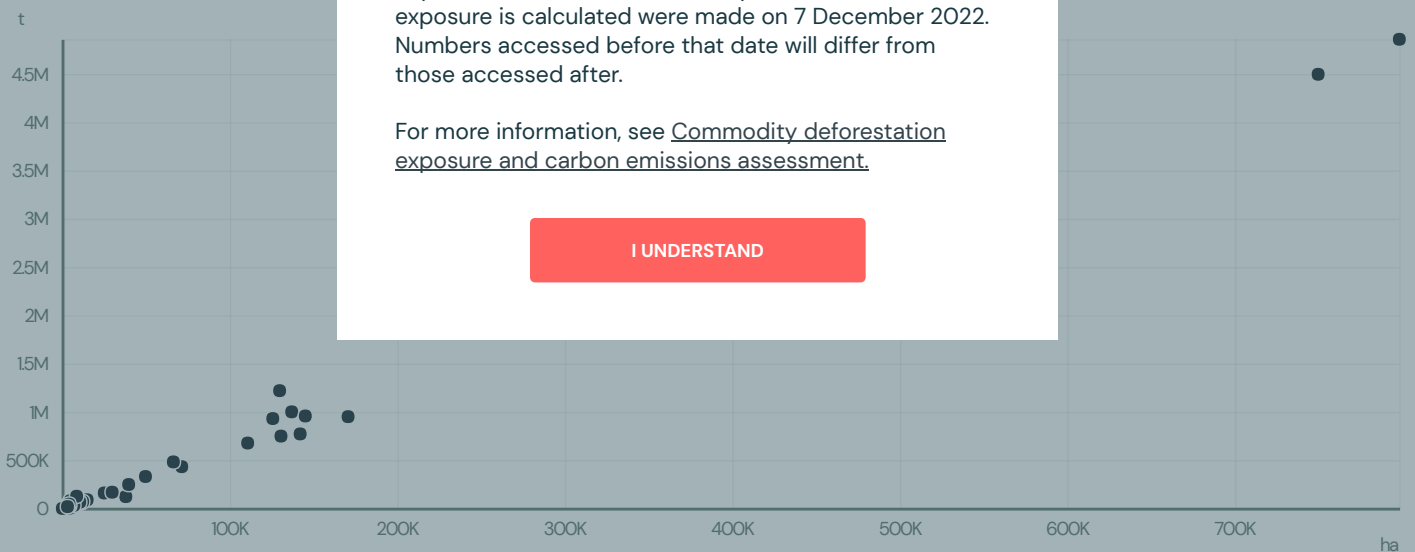 exposure is calculated were made on 7 December 2022.
Numbers accessed before that date will differ from
those accessed after.
For more information, see Commodity deforestation
exposure and carbon emissions assessment.
I UNDERSTAND
t
4.5M
4M
3.5M
3M
2.5M
2M
1.5M
1M
500K
0
100K
200K
300K
400K
500K
600K
700K
ha